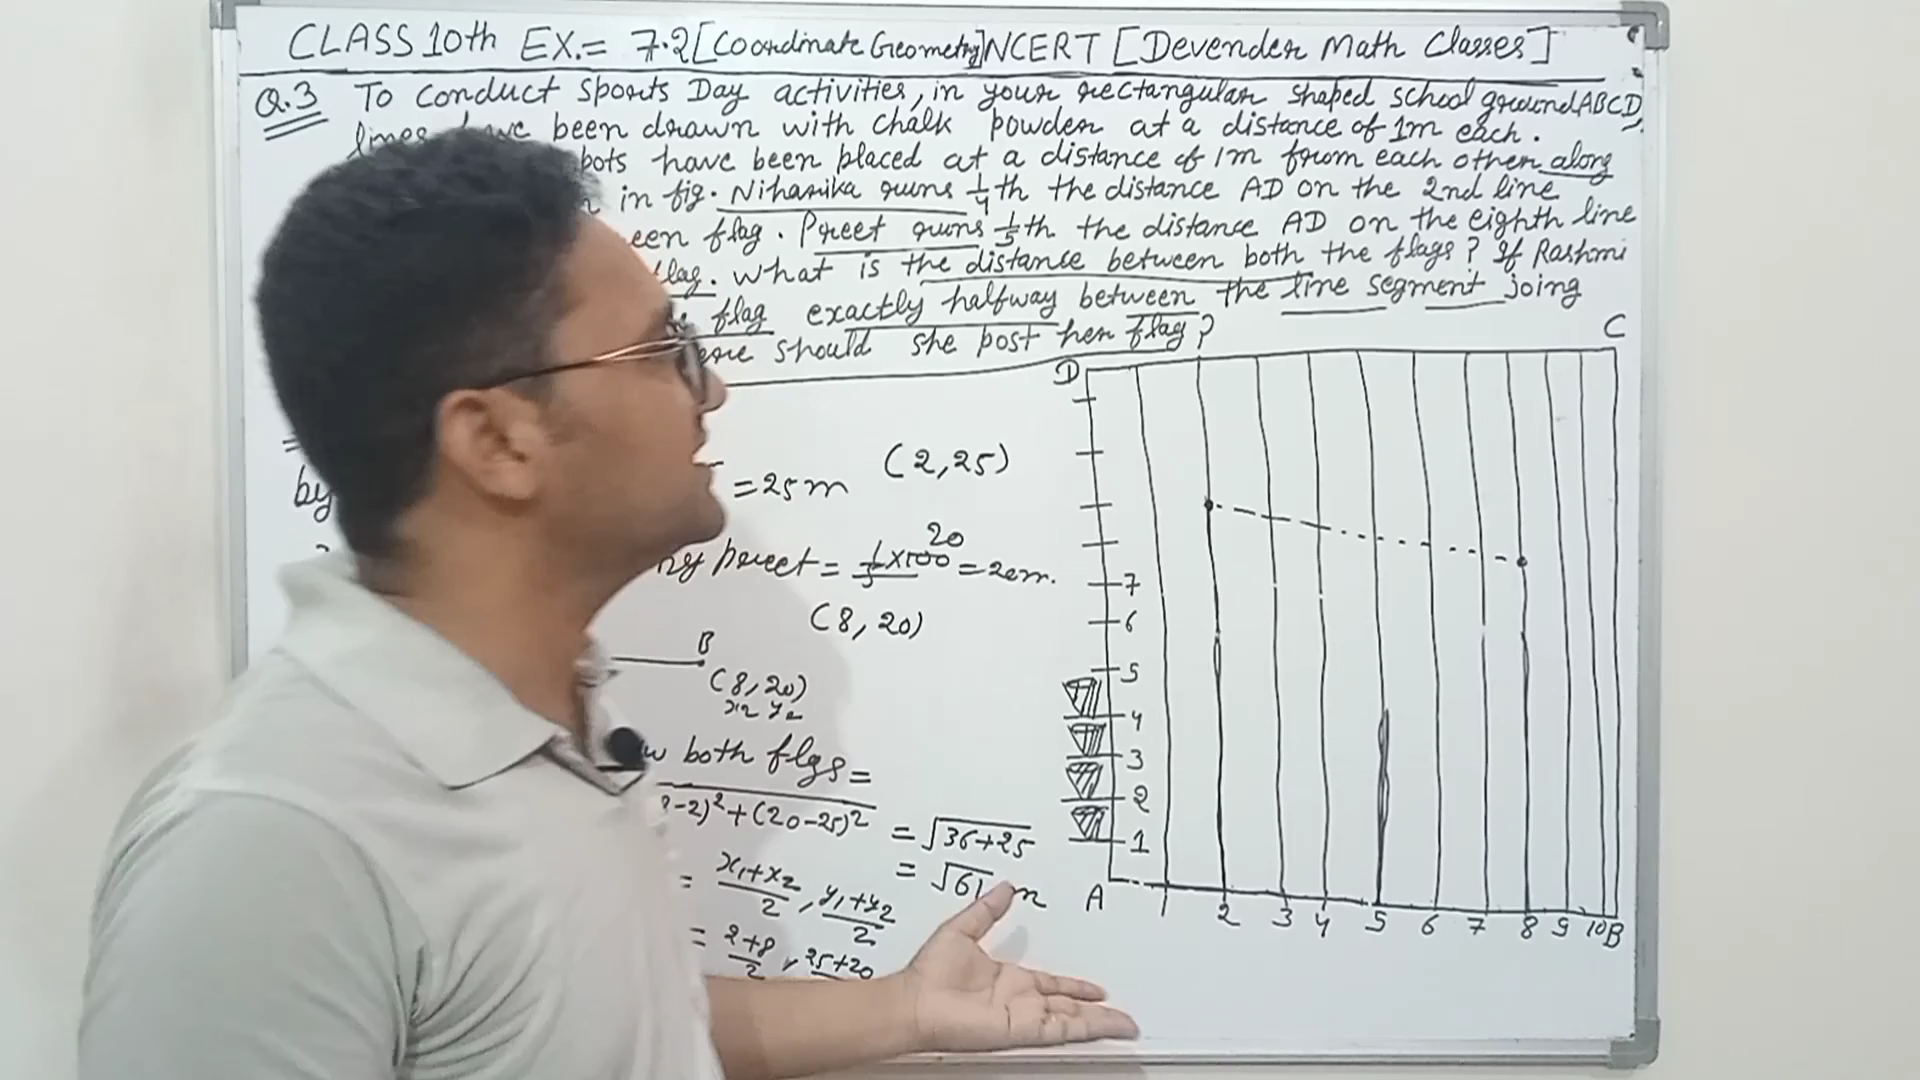 CLASS 10th EX.= 7.2 [Coordinate Geometry] NCERT [Devender Math Classes]
Q.3 To conduct Sports Day activities, in your rectangular shaped school ground ABCD,
lines have been drawn with chalk powder at a distance of 1m each.
pots have been placed at a distance of 1m from each other along
in fig. Niharika runs 1/4th the distance AD on the 2nd line
een flag. Preet runs 1/5th the distance AD on the eighth line
flag. What is the distance between both the flags? If Rashmi
flag exactly halfway between the line segment joing
should she post her flag?
D
C
= 25m (2,25)
by
preet = 1/5 × 100 20 = 20m.
(8,20)
B
(8,20)
x2 y2
both flgs =
-2)²+(20-25)² = √36+25
= √61 m
= x1+x2/2, y1+y2/2
= 2+8/2, 25+20
7
6
5
4
3
2
1
A 1 2 3 4 5 6 7 8 9 10 B